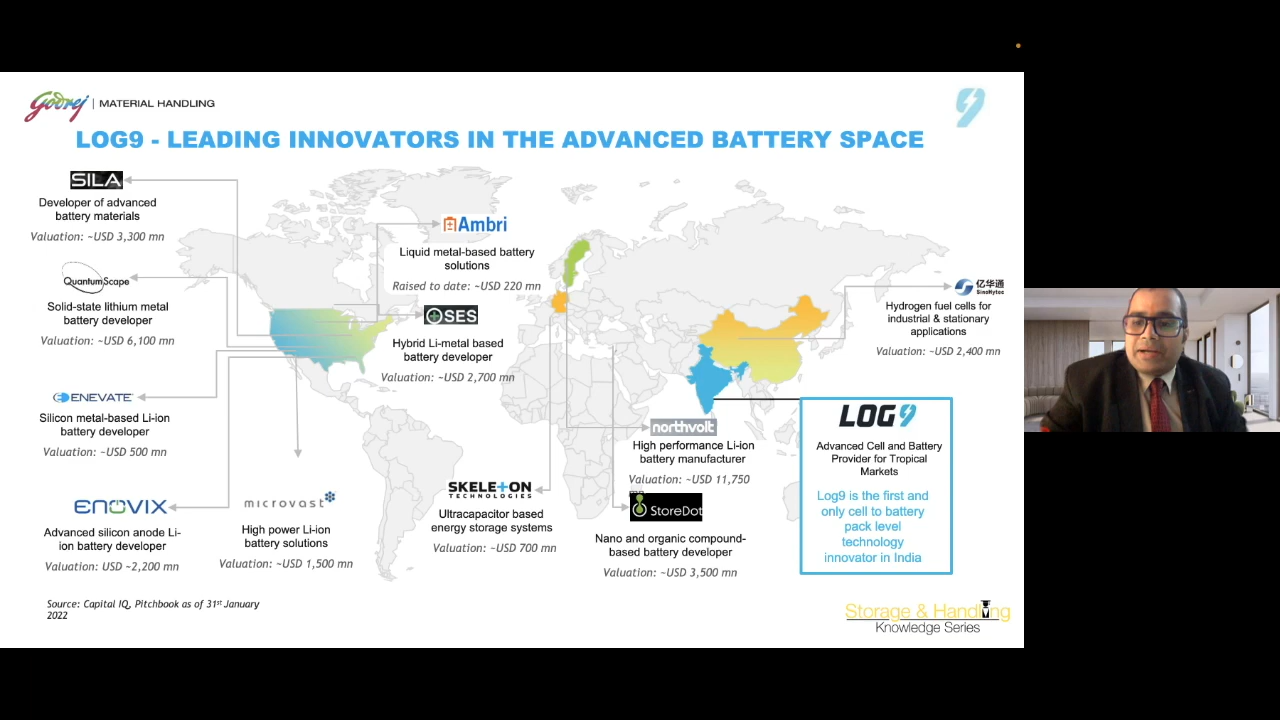 Godrej | MATERIAL HANDLING
LOG9 - LEADING INNOVATORS IN THE ADVANCED BATTERY SPACE
SILA
Developer of advanced
battery materials
Valuation: ~USD 3,300 mn
QuantumScape
Solid-state lithium metal
battery developer
Valuation: ~USD 6,100 mn
ENEVATE
Silicon metal-based Li-ion
battery developer
Valuation: ~USD 500 mn
ENOVIX
Advanced silicon anode Li-
ion battery developer
Valuation: USD ~2,200 mn
microvast
High power Li-ion
battery solutions
Valuation: ~USD 1,500 mn
Ambri
Liquid metal-based battery
solutions
Raised to date: ~USD 220 mn
SES
Hybrid Li-metal based
battery developer
Valuation: ~USD 2,700 mn
SKELETON
TECHNOLOGIES
Ultracapacitor based
energy storage systems
Valuation: ~USD 700 mn
northvolt
High performance Li-ion
battery manufacturer
Valuation: ~USD 11,750
mn
StoreDot
Nano and organic compound-
based battery developer
Valuation: ~USD 3,500 mn
亿华通
SinoHytec
Hydrogen fuel cells for
industrial & stationary
applications
Valuation: ~USD 2,400 mn
LOG9
Advanced Cell and Battery
Provider for Tropical
Markets
Log9 is the first and
only cell to battery
pack level
technology
innovator in India
Source: Capital IQ, Pitchbook as of 31st January
2022
Storage & Handling
Knowledge Series